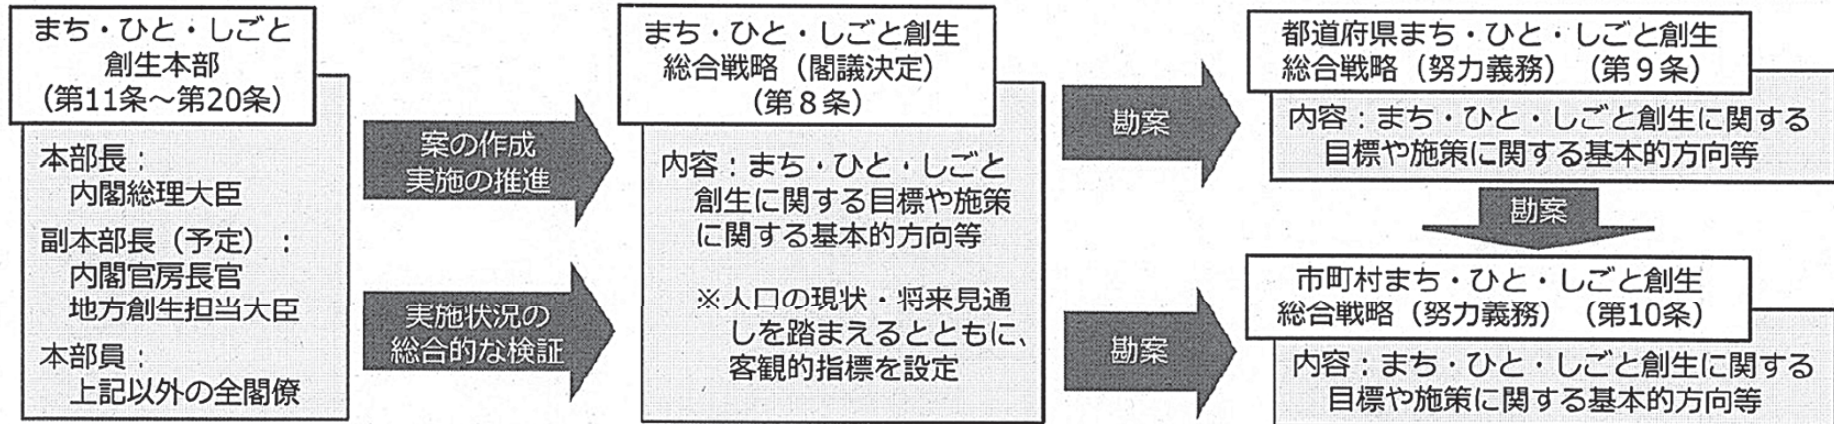 まち・ひと・しごと
創生本部
(第11条～第20条)
本部長：
内閣総理大臣
副本部長（予定）：
内閣官房長官
地方創生担当大臣
本部員：
上記以外の全閣僚
案の作成
実施の推進
実施状況の
総合的な検証
まち・ひと・しごと創生
総合戦略（閣議決定）
（第８条）
内容：まち・ひと・しごと
創生に関する目標や施策
に関する基本的方向等
※人口の現状・将来見通
しを踏まえるとともに、
客観的指標を設定
勘案
勘案
都道府県まち・ひと・しごと創生
総合戦略（努力義務）（第９条）
内容：まち・ひと・しごと創生に関する
目標や施策に関する基本的方向等
勘案
市町村まち・ひと・しごと創生
総合戦略（努力義務）（第10条）
内容：まち・ひと・しごと創生に関する
目標や施策に関する基本的方向等